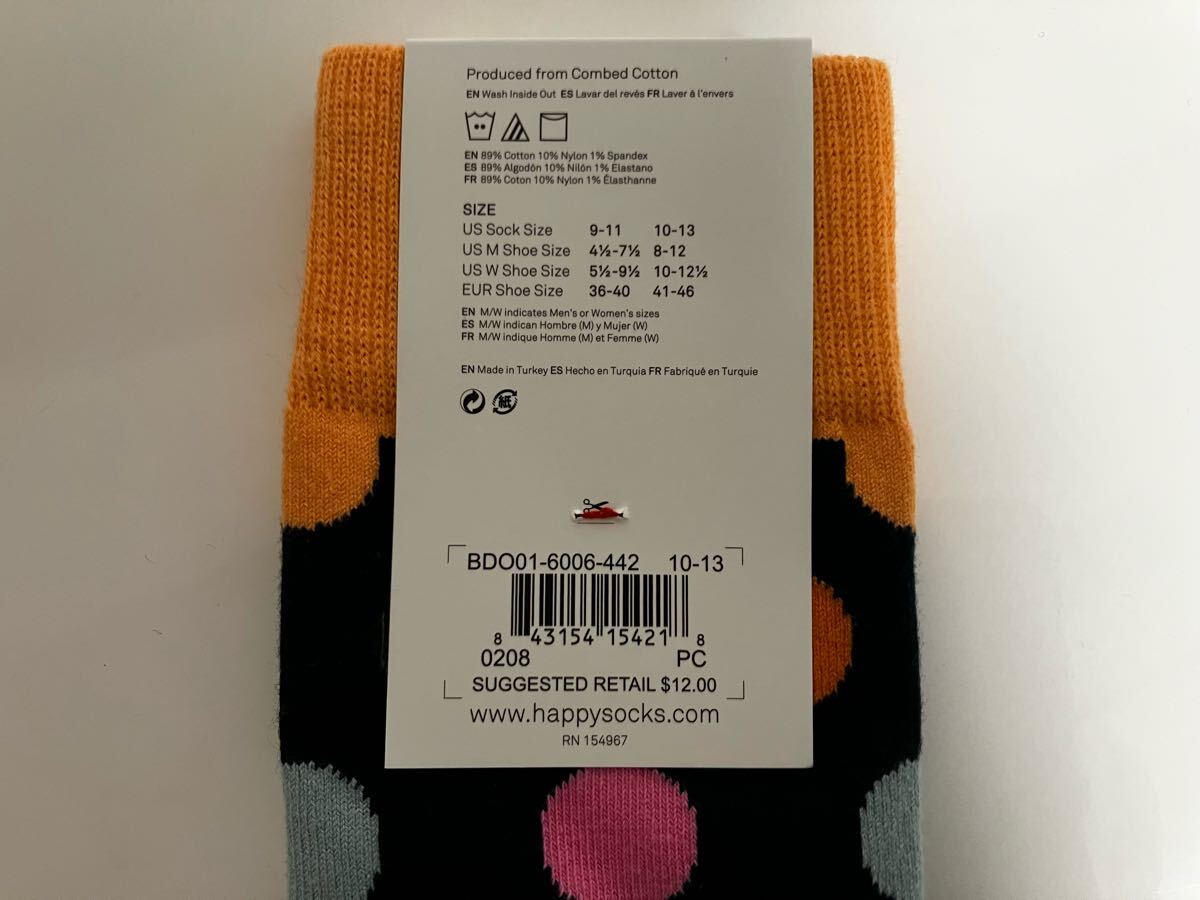 Produced from Combed Cotton
EN Wash Inside Out ES Lavar del revés FR Laver à l'envers
EN 89% Cotton 10% Nylon 1% Spandex
ES 89% Algodón 10% Nilón 1% Elastano
FR 89% Coton 10% Nylon 1% Élasthanne
SIZE
US Sock Size 9-11 10-13
US M Shoe Size 4½-7½ 8-12
US W Shoe Size 5½-9½ 10-12½
EUR Shoe Size 36-40 41-46
EN M/W indicates Men's or Women's sizes
ES M/W indican Hombre (M) y Mujer (W)
FR M/W indique Homme (M) et Femme (W)
EN Made in Turkey ES Hecho en Turquia FR Fabriqué en Turquie
紙
BDO01-6006-442 10-13
8 43154 15421 8
0208 PC
SUGGESTED RETAIL $12.00
www.happysocks.com
RN 154967